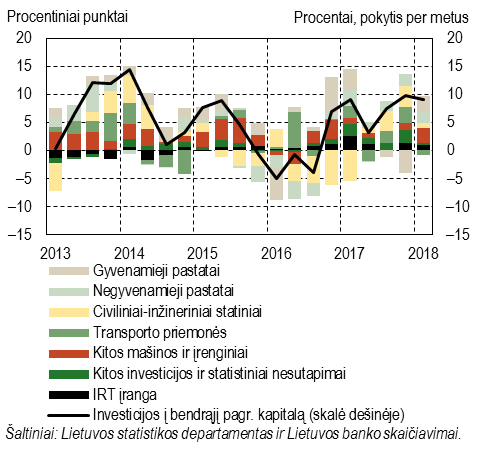 Procentiniai punktai
Procentai, pokytis per metus
20 20
15 15
10 10
5 5
0 0
–5 –5
–10 –10
–15 –15
2013 2014 2015 2016 2017 2018
Gyvenamieji pastatai
Negyvenamieji pastatai
Civiliniai-inžineriniai statiniai
Transporto priemonės
Kitos mašinos ir įrenginiai
Kitos investicijos ir statistiniai nesutapimai
IRT įranga
Investicijos į bendrąjį pagr. kapitalą (skalė dešinėje)
Šaltiniai: Lietuvos statistikos departamentas ir Lietuvos banko skaičiavimai.